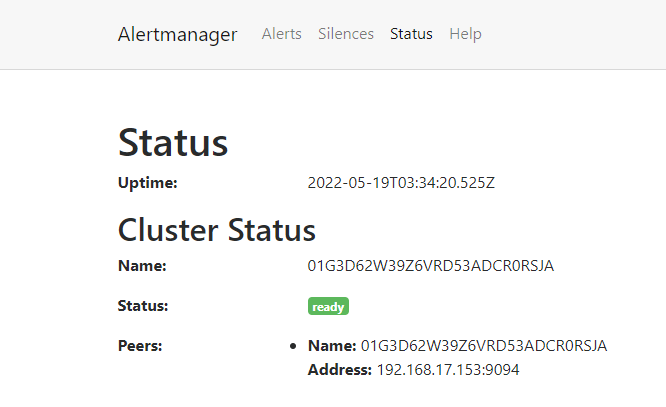 Alertmanager Alerts Silences Status Help
Status
Uptime: 2022-05-19T03:34:20.525Z
Cluster Status
Name: 01G3D62W39Z6VRD53ADCR0RSJA
Status: ready
Peers: • Name: 01G3D62W39Z6VRD53ADCR0RSJA
Address: 192.168.17.153:9094